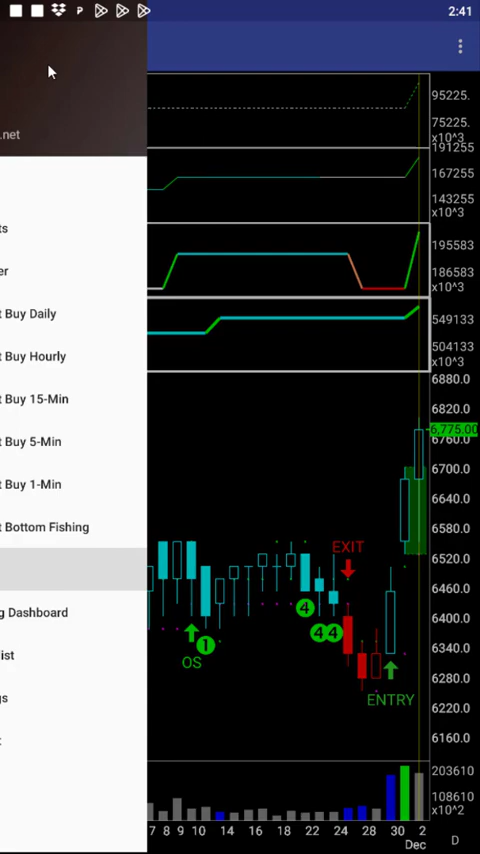 P
2:41
.net
ts
er
t Buy Daily
t Buy Hourly
t Buy 15-Min
t Buy 5-Min
t Buy 1-Min
t Bottom Fishing
g Dashboard
ist
gs
t
95225.
75225.
x10^3
191255
167255
143255
x10^3
195583
186583
x10^3
549133
504133
x10^3
6880.0
6820.0
6,775.00
6760.0
6700.0
6640.0
6580.0
6520.0
6460.0
6400.0
6340.0
6280.0
6220.0
6160.0
EXIT
4
4 4
1
OS
ENTRY
203610
108610
x10^2
7 8 9 10 14 16 18 22 24 28 30 2
Dec
D